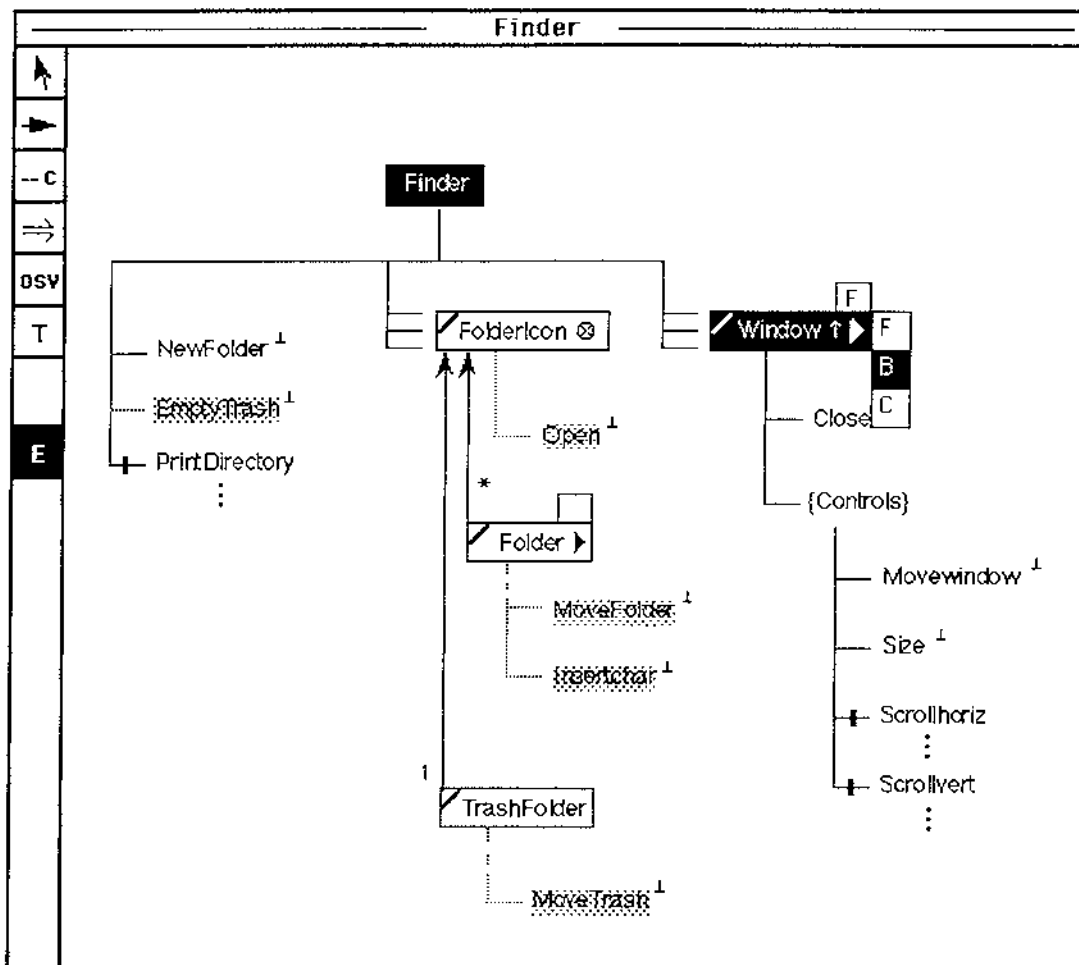 Finder
--C
DSV
T
E
Finder
NewFolder ⊥
EmptyTrash ⊥
PrintDirectory
FolderIcon ⊗
Open ⊥
*
Folder
MoveFolder ⊥
Insertchar ⊥
1
TrashFolder
MoveTrash ⊥
F
Window ↑
F
B
C
Close
{Controls}
Movewindow ⊥
Size ⊥
Scrollhoriz
Scrollvert